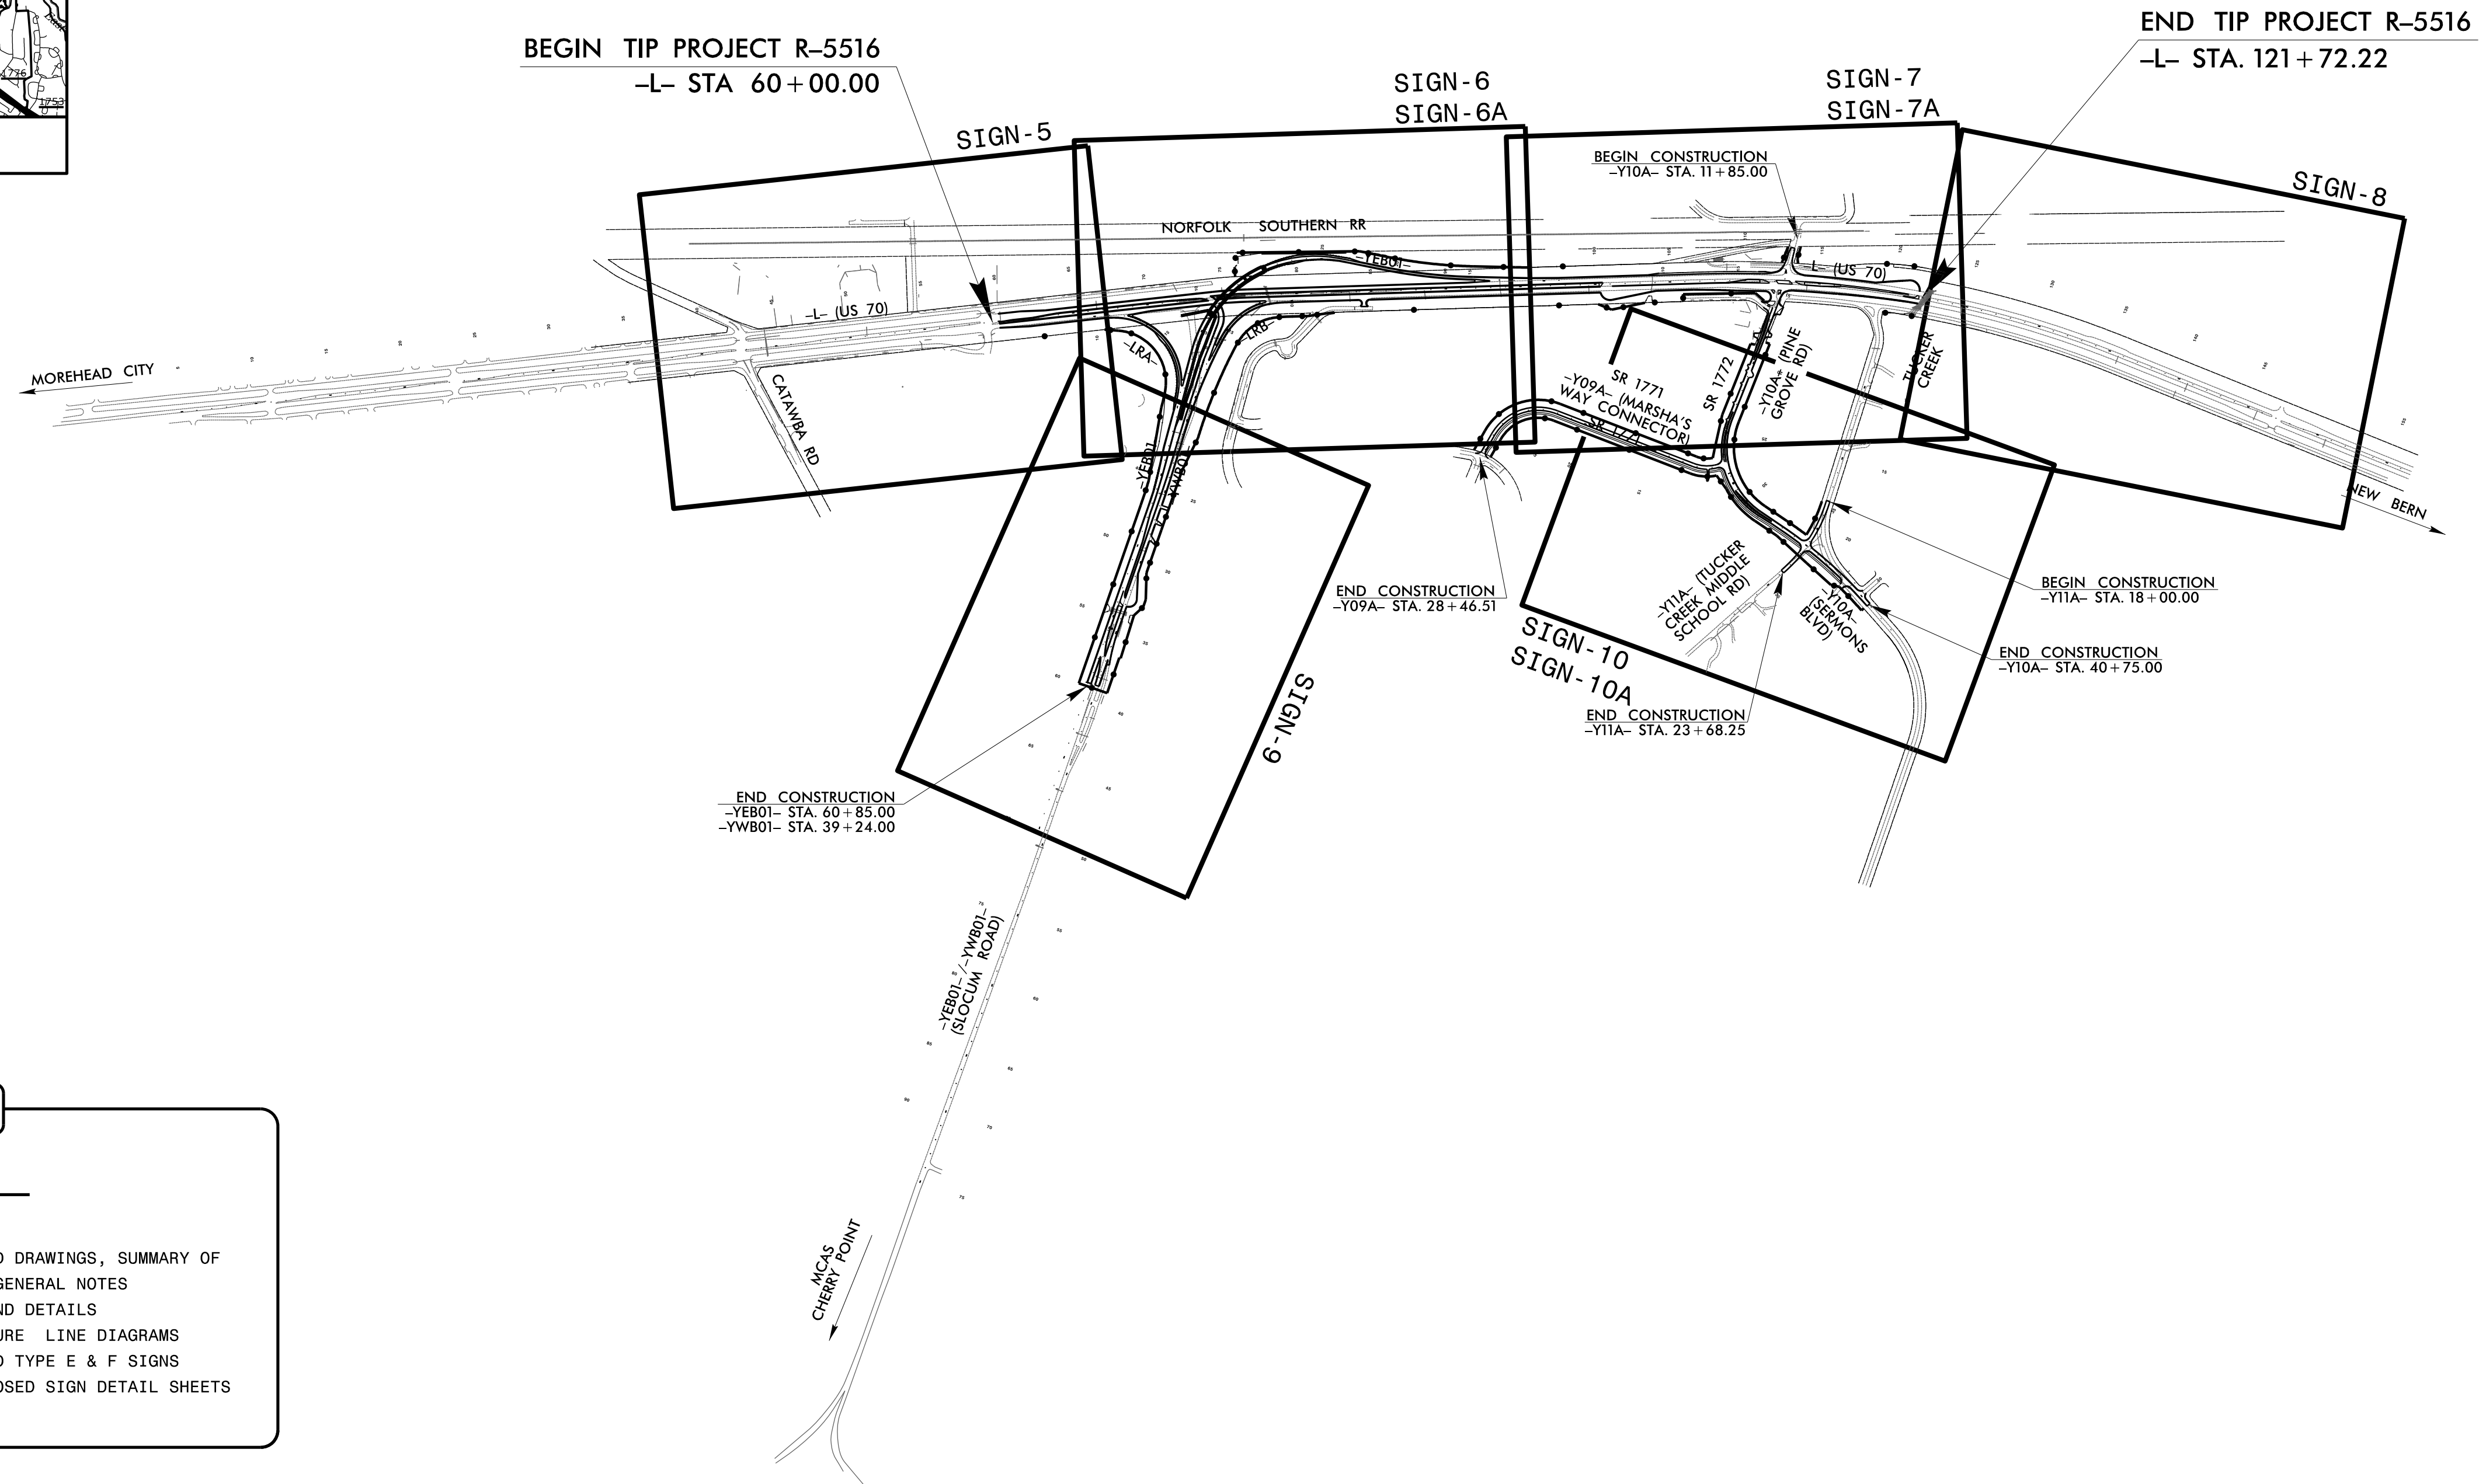 1776
1753
BEGIN TIP PROJECT R–5516
–L– STA 60+00.00
END TIP PROJECT R–5516
–L– STA. 121+72.22
SIGN-5
SIGN-6
SIGN-6A
SIGN-7
SIGN-7A
SIGN-8
BEGIN CONSTRUCTION
–Y10A– STA. 11+85.00
NORFOLK SOUTHERN RR
–YEB01–
–L– (US 70)
L– (US 70)
MOREHEAD CITY
CATAWBA RD
–LRA–
–LRB–
–YEB01
YWB01
SR 1771
–Y09A– (MARSHA'S
WAY CONNECTOR)
SR 1771
SR 1772
–Y10A– (PINE
GROVE RD)
TUCKER
CREEK
NEW BERN
END CONSTRUCTION
–Y09A– STA. 28+46.51
–Y11A– (TUCKER
CREEK MIDDLE
SCHOOL RD)
–Y10A–
(SERMONS
BLVD)
BEGIN CONSTRUCTION
–Y11A– STA. 18+00.00
END CONSTRUCTION
–Y10A– STA. 40+75.00
END CONSTRUCTION
–Y11A– STA. 23+68.25
SIGN-10
SIGN-10A
SIGN-9
END CONSTRUCTION
–YEB01– STA. 60+85.00
–YWB01– STA. 39+24.00
–YEB01–/–YWB01–
(SLOCUM ROAD)
MCAS
CHERRY POINT
D DRAWINGS, SUMMARY OF
GENERAL NOTES
ND DETAILS
URE LINE DIAGRAMS
D TYPE E & F SIGNS
OSED SIGN DETAIL SHEETS